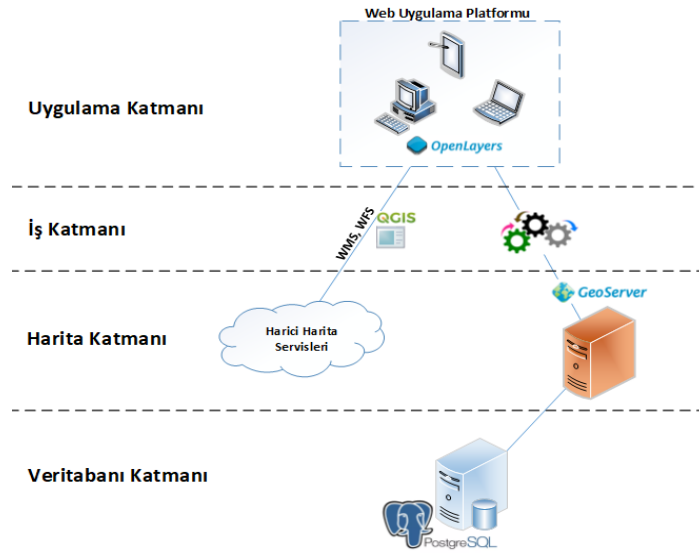 Web Uygulama Platformu
Uygulama Katmanı
OpenLayers
İş Katmanı
WMS, WFS
QGIS
GeoServer
Harita Katmanı
Harici Harita
Servisleri
Veritabanı Katmanı
PostgreSQL